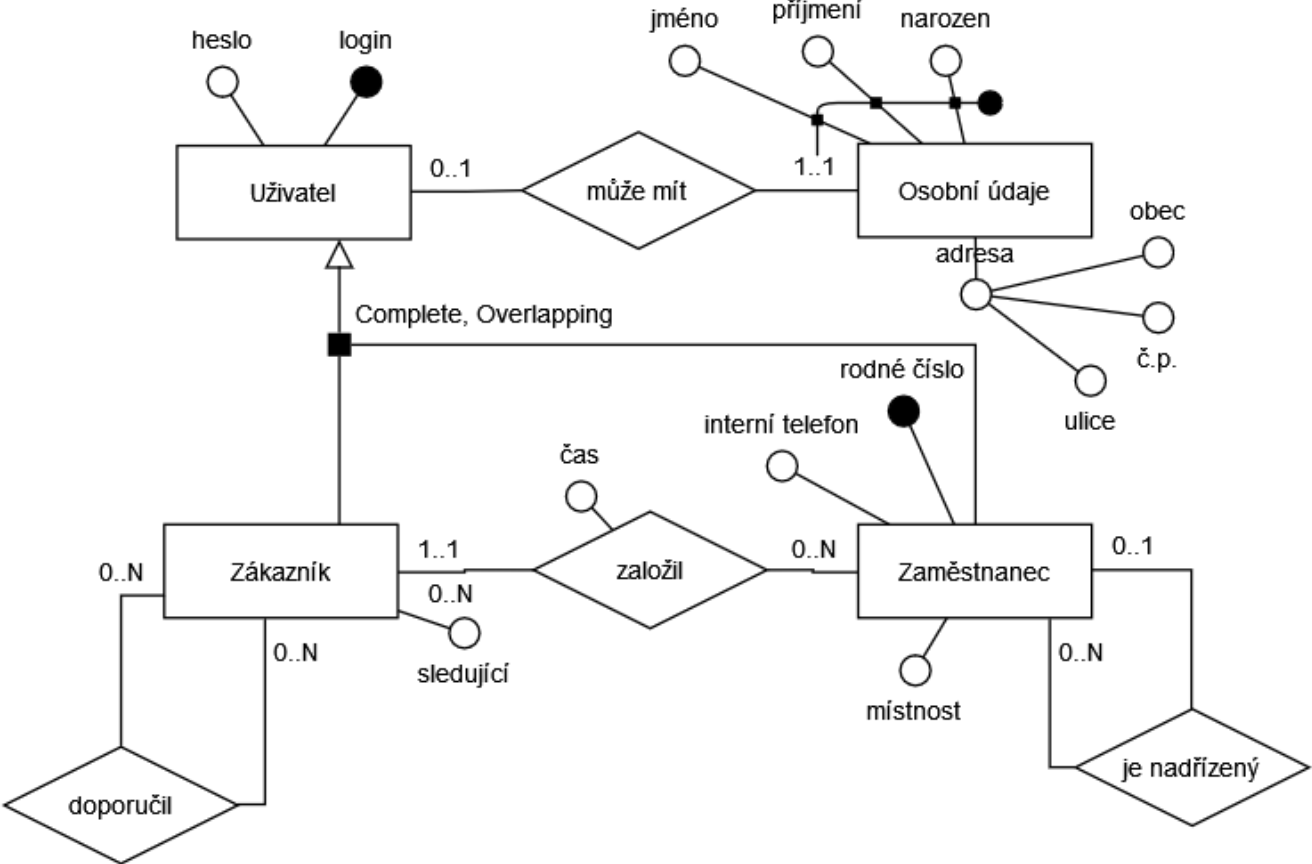 jméno
příjmení
narozen
heslo
login
Uživatel
0..1
může mít
1..1
Osobní údaje
adresa
obec
č.p.
ulice
Complete, Overlapping
rodné číslo
interní telefon
čas
0..N
Zákazník
1..1
0..N
sledující
0..N
založil
0..N
Zaměstnanec
0..1
0..N
místnost
doporučil
je nadřízený